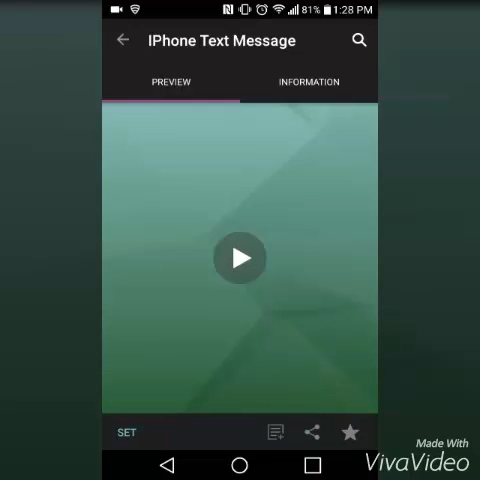 81% 1:28 PM
IPhone Text Message
PREVIEW INFORMATION
SET
Made With
VivaVideo